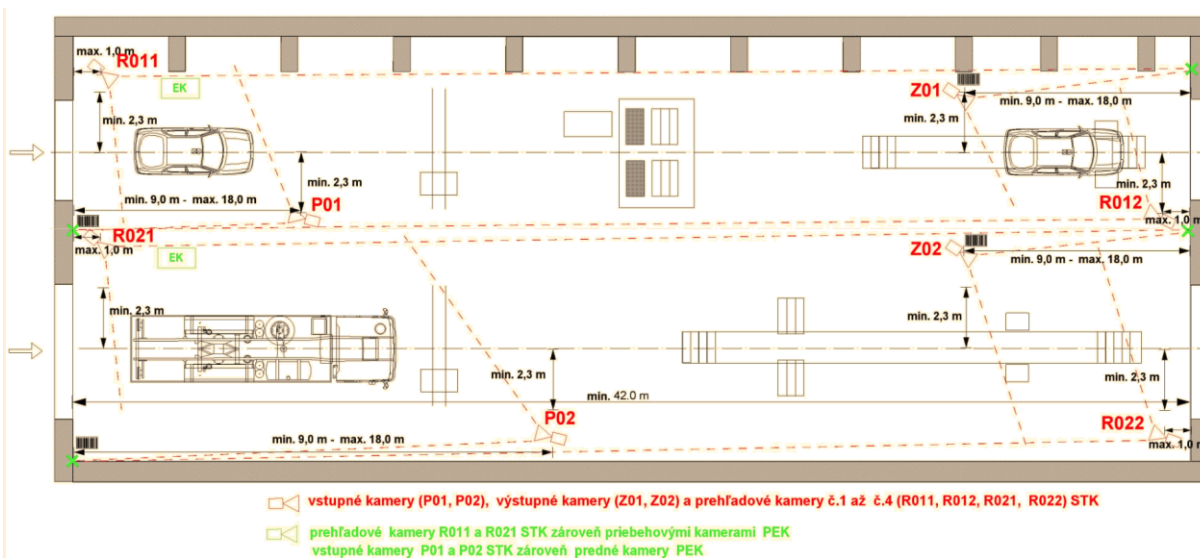 max. 1,0 m
R011
EK
Z01
min. 9,0 m - max. 18,0 m
min. 2,3 m
min. 2,3 m
min. 2,3 m
min. 2,3 m
min. 9,0 m - max. 18,0 m
P01
R012
max. 1,0 m
R021
max. 1,0 m
EK
Z02
min. 9,0 m - max. 18,0 m
min. 2,3 m
min. 2,3 m
min. 2,3 m
min. 2,3 m
min. 42.0 m
P02
R022
min. 9,0 m - max. 18,0 m
max. 1,0 m
vstupné kamery (P01, P02), výstupné kamery (Z01, Z02) a prehľadové kamery č.1 až č.4 (R011, R012, R021, R022) STK
prehľadové kamery R011 a R021 STK zároveň priebehovými kamerami PEK
vstupné kamery P01 a P02 STK zároveň predné kamery PEK